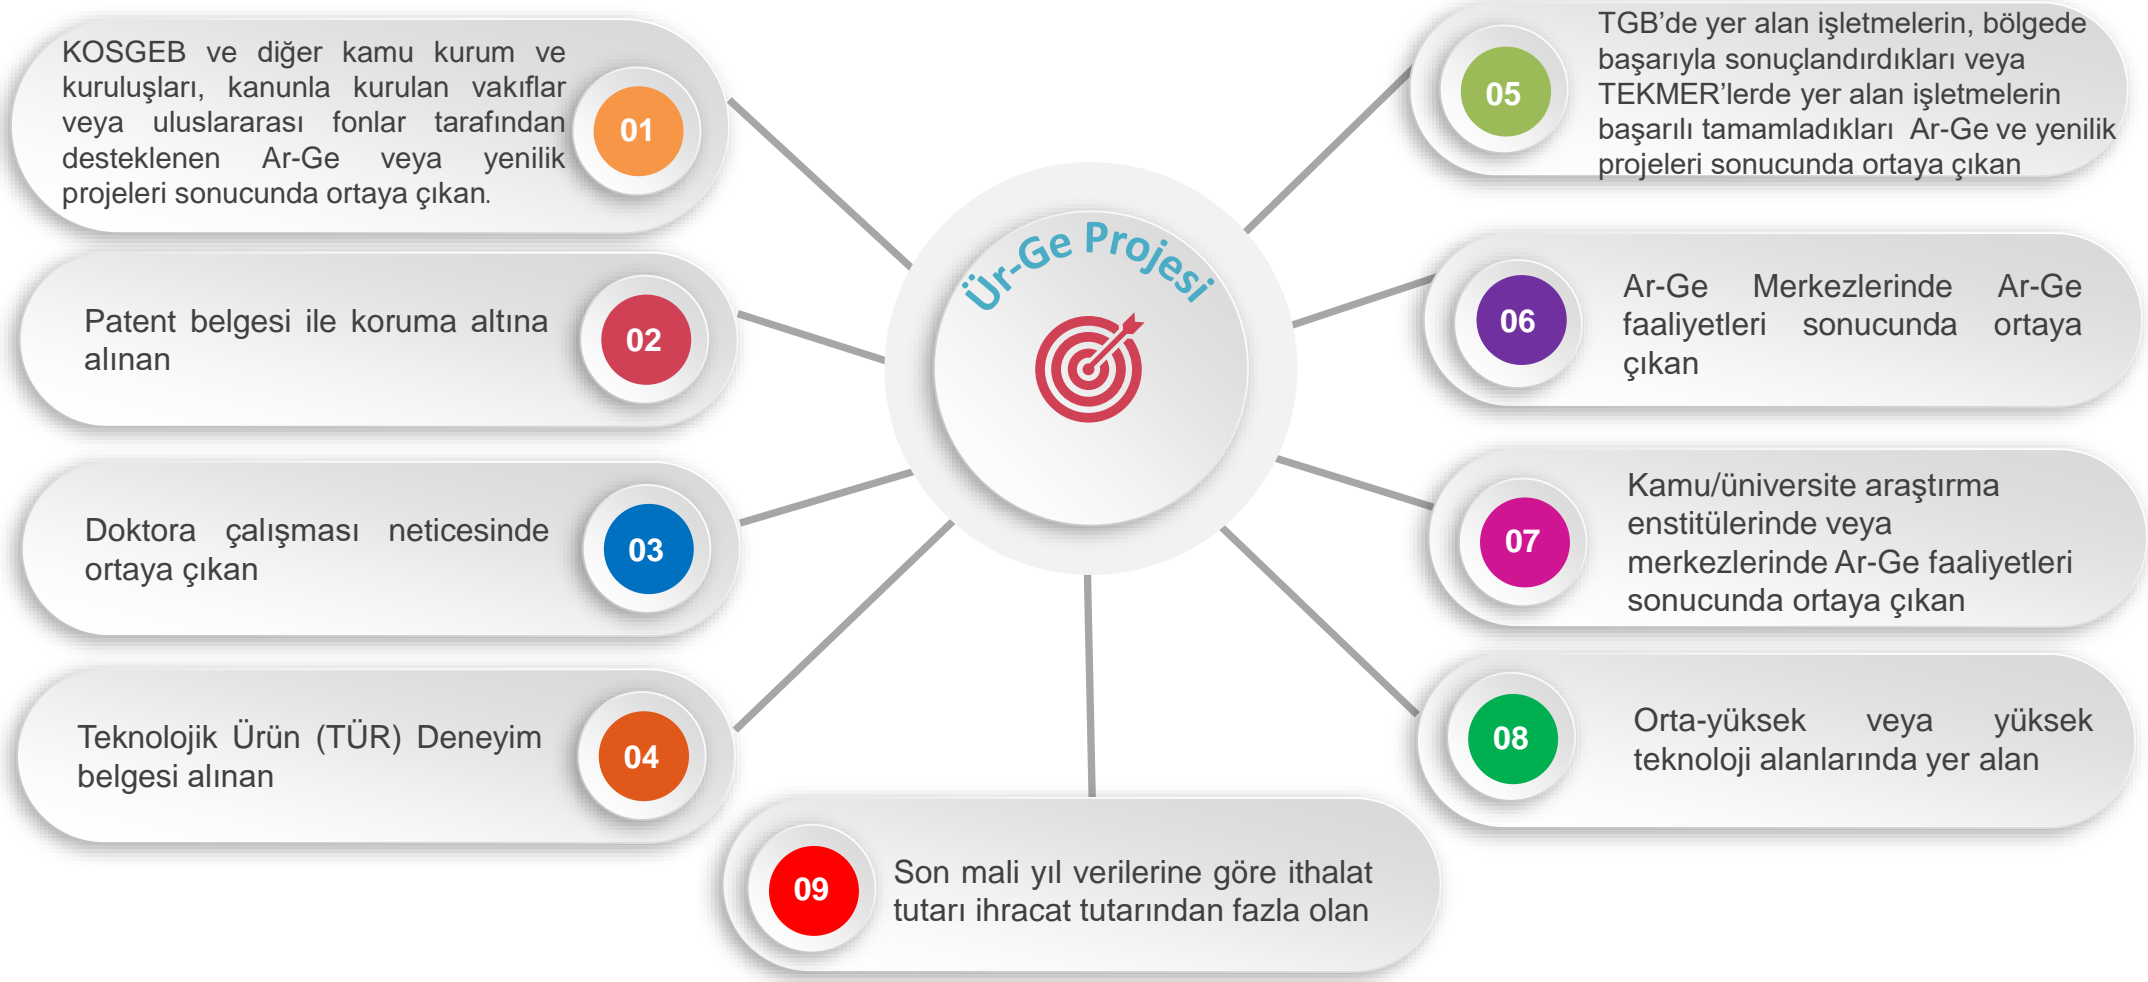 KOSGEB ve diğer kamu kurum ve
kuruluşları, kanunla kurulan vakıflar
veya uluslararası fonlar tarafından
desteklenen Ar-Ge veya yenilik
projeleri sonucunda ortaya çıkan.
01
Patent belgesi ile koruma altına
alınan
02
Doktora çalışması neticesinde
ortaya çıkan
03
Teknolojik Ürün (TÜR) Deneyim
belgesi alınan
04
Ür-Ge Projesi
05
TGB'de yer alan işletmelerin, bölgede
başarıyla sonuçlandırdıkları veya
TEKMER'lerde yer alan işletmelerin
başarılı tamamladıkları Ar-Ge ve yenilik
projeleri sonucunda ortaya çıkan
06
Ar-Ge Merkezlerinde Ar-Ge
faaliyetleri sonucunda ortaya
çıkan
07
Kamu/üniversite araştırma
enstitülerinde veya
merkezlerinde Ar-Ge faaliyetleri
sonucunda ortaya çıkan
08
Orta-yüksek veya yüksek
teknoloji alanlarında yer alan
09
Son mali yıl verilerine göre ithalat
tutarı ihracat tutarından fazla olan